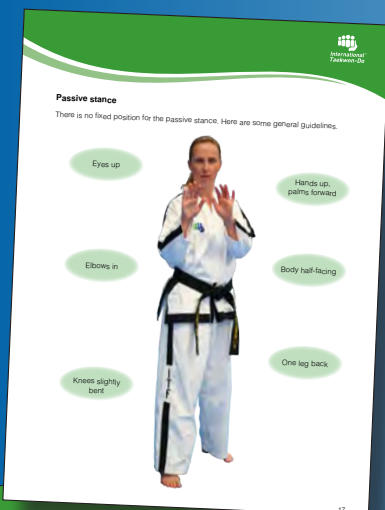 International
Taekwon-Do
Passive stance
There is no fixed position for the passive stance. Here are some general guidelines.
Eyes up
Hands up,
palms forward
Elbows in
Body half-facing
One leg back
Knees slightly
bent
ITF
17